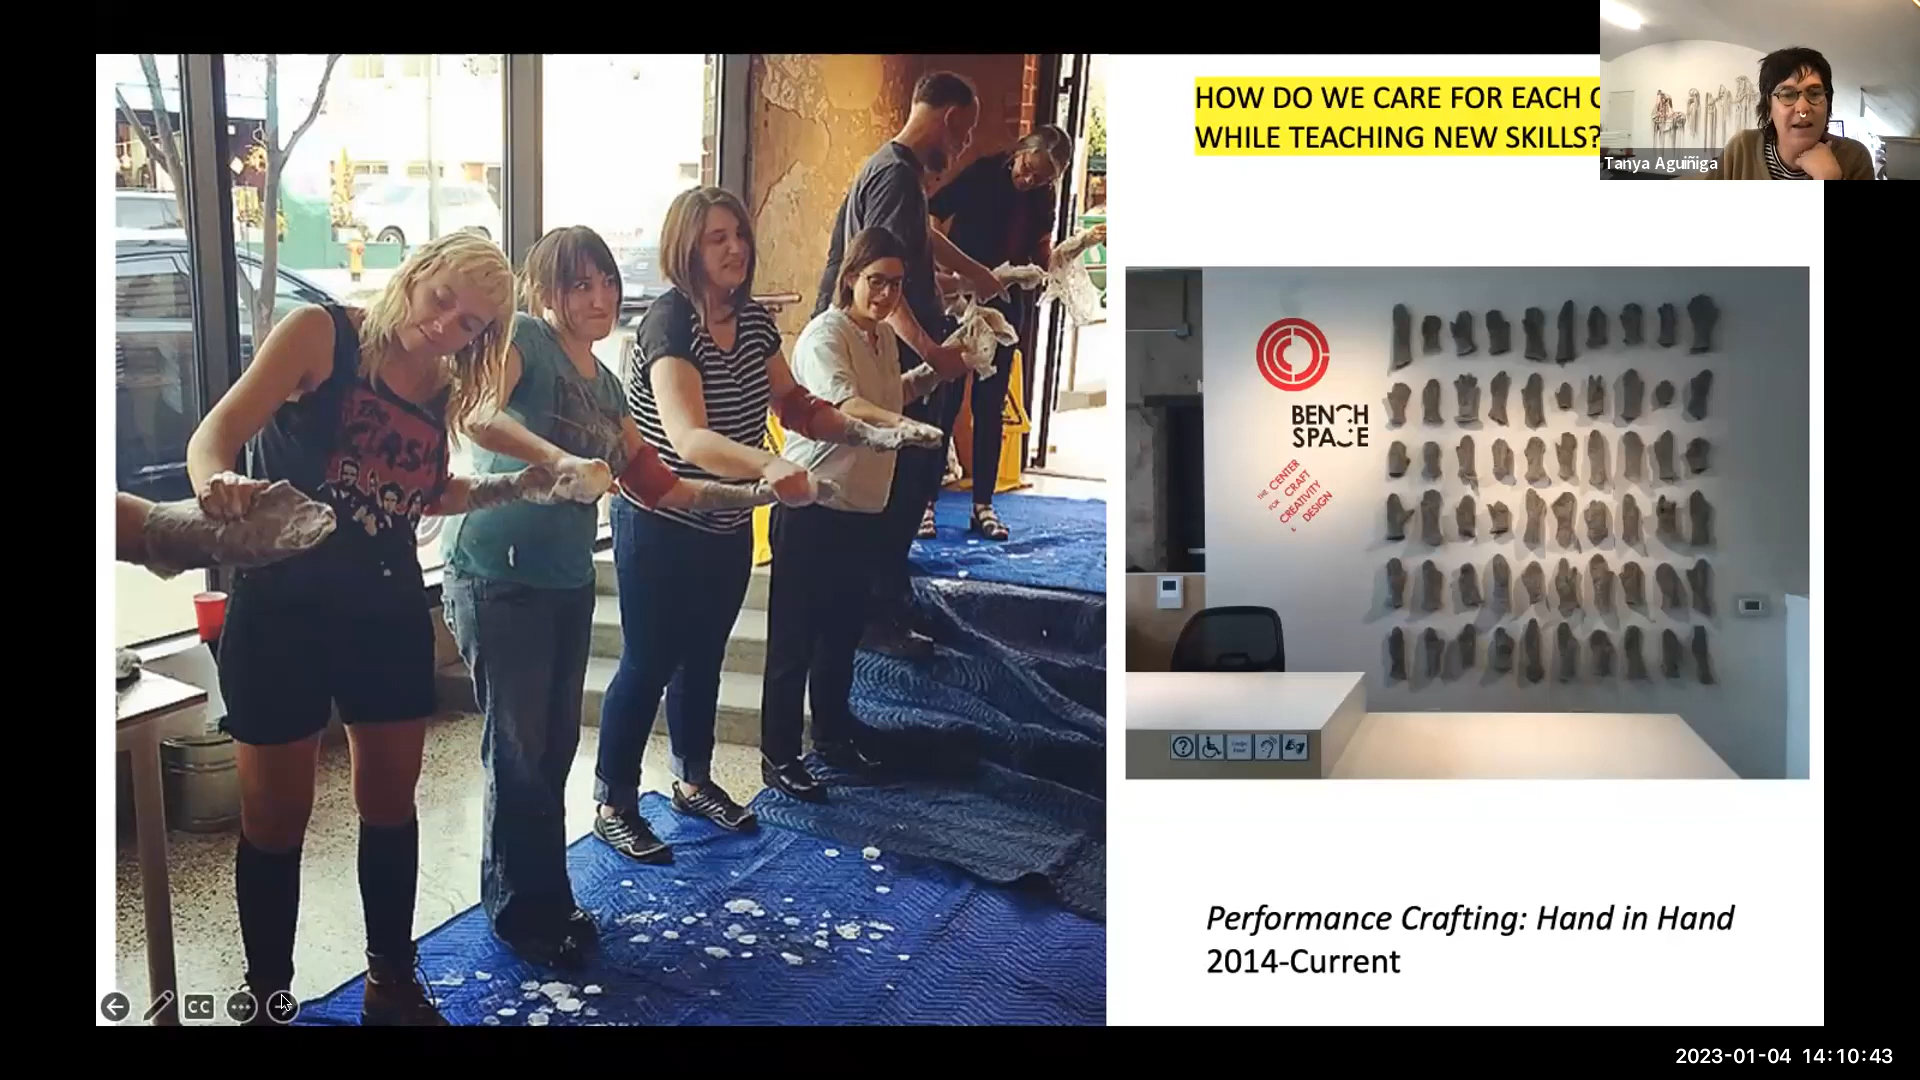 HOW DO WE CARE FOR EACH
WHILE TEACHING NEW SKILLS?
Tanya Aguiñiga
The
CLASH
BENCH
SPACE
THE CENTER
FOR CRAFT
CREATIVITY
& DESIGN
?
Performance Crafting: Hand in Hand
2014-Current
CC
2023-01-04 14:10:43